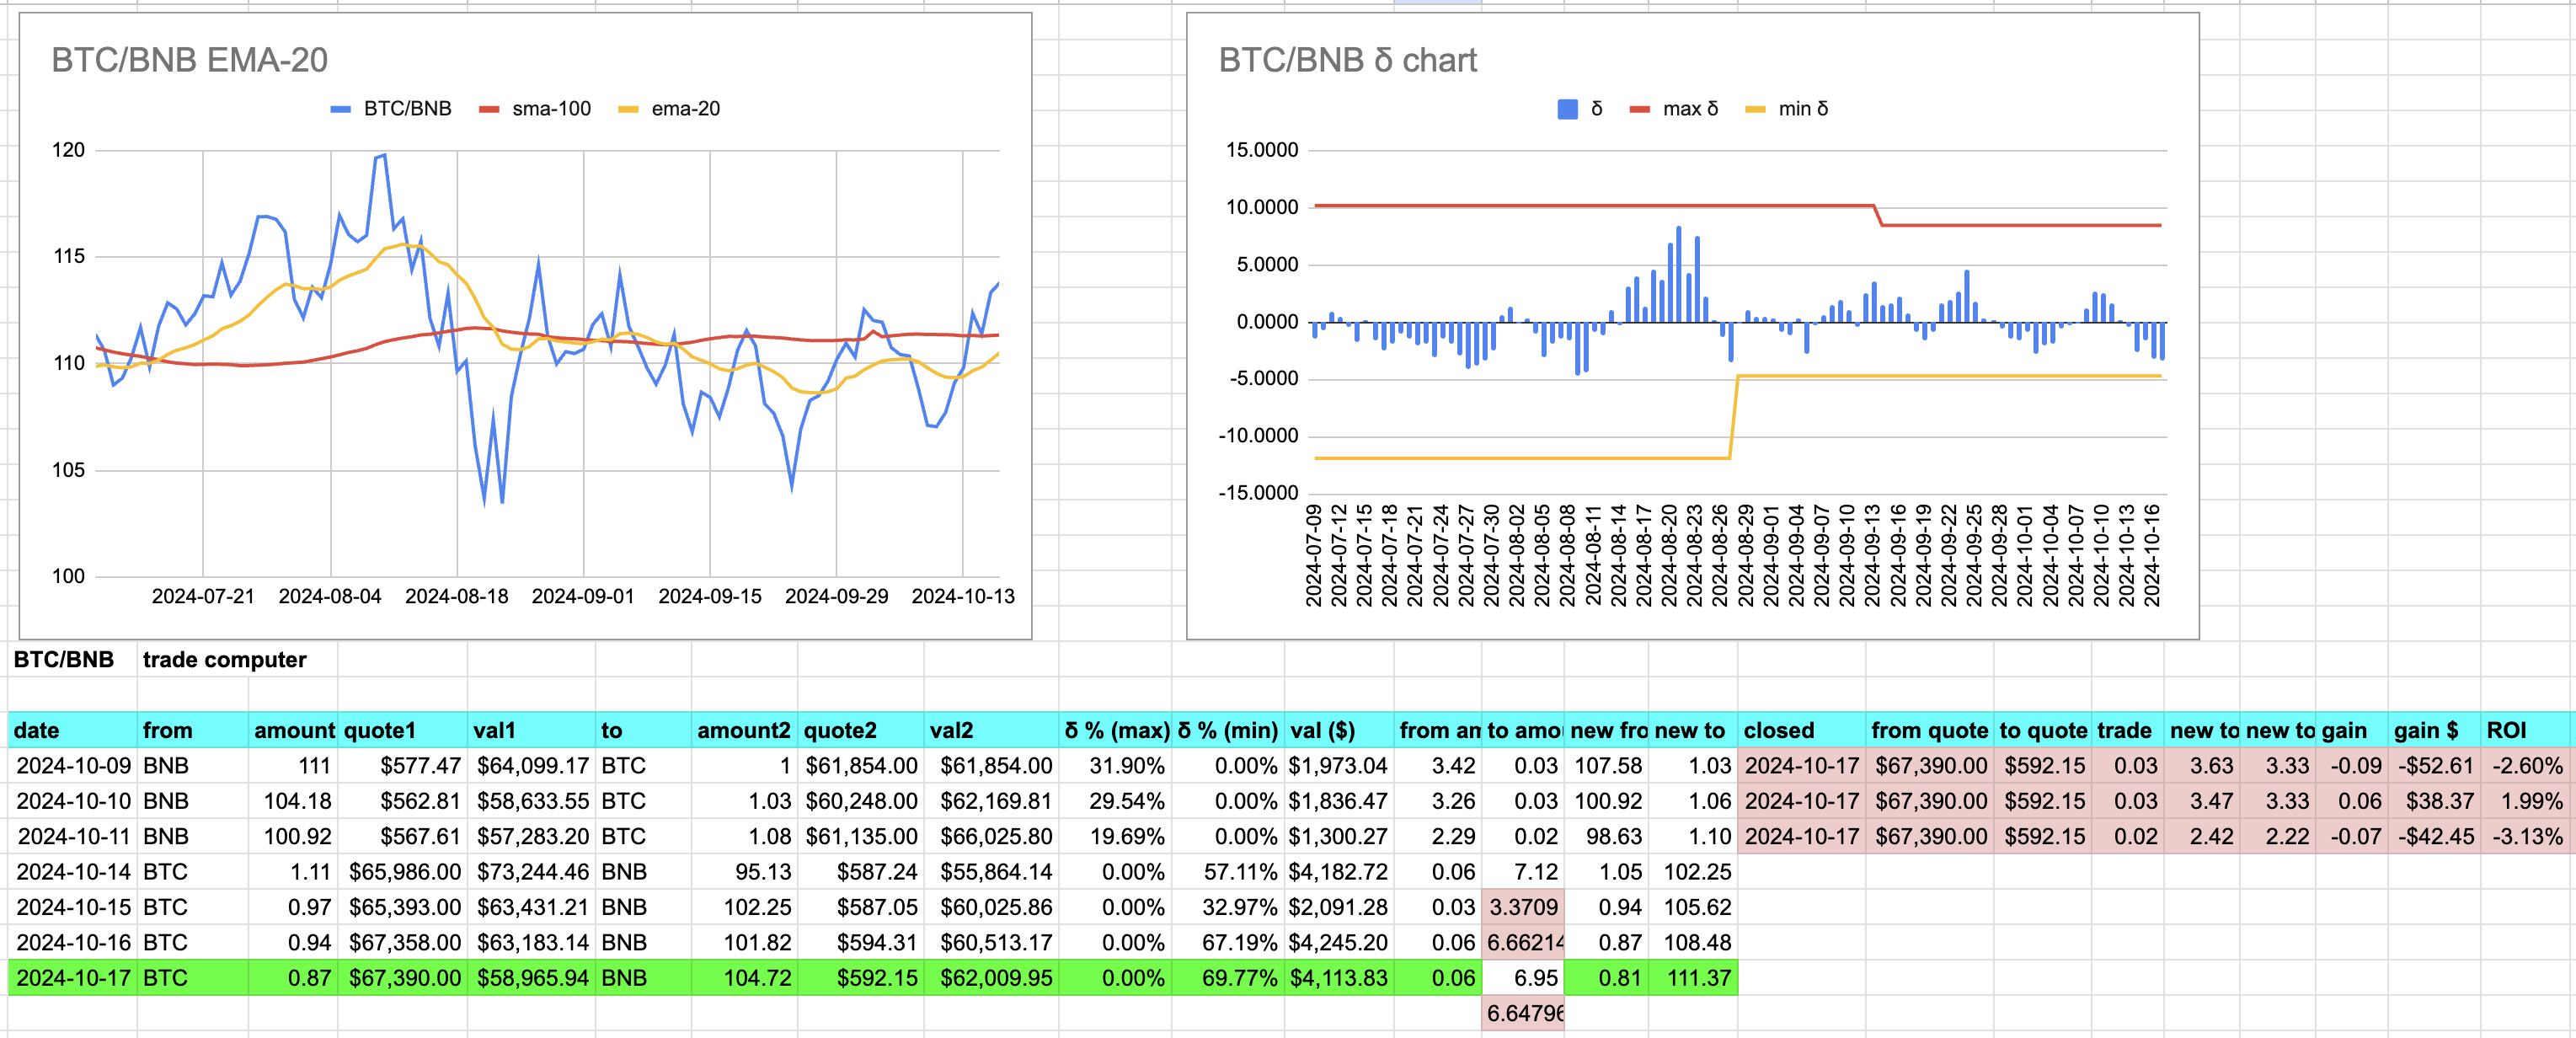 BTC/BNB EMA-20
BTC/BNB sma-100 ema-20
120
115
110
105
100
2024-07-21 2024-08-04 2024-08-18 2024-09-01 2024-09-15 2024-09-29 2024-10-13
BTC/BNB δ chart
δ max δ min δ
15.0000
10.0000
5.0000
0.0000
-5.0000
-10.0000
-15.0000
2024-07-09 2024-07-12 2024-07-15 2024-07-18 2024-07-21 2024-07-24 2024-07-27 2024-07-30 2024-08-02 2024-08-05 2024-08-08 2024-08-11 2024-08-14 2024-08-17 2024-08-20 2024-08-23 2024-08-26 2024-08-29 2024-09-01 2024-09-04 2024-09-07 2024-09-10 2024-09-13 2024-09-16 2024-09-19 2024-09-22 2024-09-25 2024-09-28 2024-10-01 2024-10-04 2024-10-07 2024-10-10 2024-10-13 2024-10-16
BTC/BNB trade computer
date from amount quote1 val1 to amount2 quote2 val2 δ % (max) δ % (min) val ($) from am to amo new fro new to closed from quote to quote trade new to new to gain gain $ ROI
2024-10-09 BNB 111 $577.47 $64,099.17 BTC 1 $61,854.00 $61,854.00 31.90% 0.00% $1,973.04 3.42 0.03 107.58 1.03 2024-10-17 $67,390.00 $592.15 0.03 3.63 3.33 -0.09 -$52.61 -2.60%
2024-10-10 BNB 104.18 $562.81 $58,633.55 BTC 1.03 $60,248.00 $62,169.81 29.54% 0.00% $1,836.47 3.26 0.03 100.92 1.06 2024-10-17 $67,390.00 $592.15 0.03 3.47 3.33 0.06 $38.37 1.99%
2024-10-11 BNB 100.92 $567.61 $57,283.20 BTC 1.08 $61,135.00 $66,025.80 19.69% 0.00% $1,300.27 2.29 0.02 98.63 1.10 2024-10-17 $67,390.00 $592.15 0.02 2.42 2.22 -0.07 -$42.45 -3.13%
2024-10-14 BTC 1.11 $65,986.00 $73,244.46 BNB 95.13 $587.24 $55,864.14 0.00% 57.11% $4,182.72 0.06 7.12 1.05 102.25
2024-10-15 BTC 0.97 $65,393.00 $63,431.21 BNB 102.25 $587.05 $60,025.86 0.00% 32.97% $2,091.28 0.03 3.3709 0.94 105.62
2024-10-16 BTC 0.94 $67,358.00 $63,183.14 BNB 101.82 $594.31 $60,513.17 0.00% 67.19% $4,245.20 0.06 6.66214 0.87 108.48
2024-10-17 BTC 0.87 $67,390.00 $58,965.94 BNB 104.72 $592.15 $62,009.95 0.00% 69.77% $4,113.83 0.06 6.95 0.81 111.37
6.64796